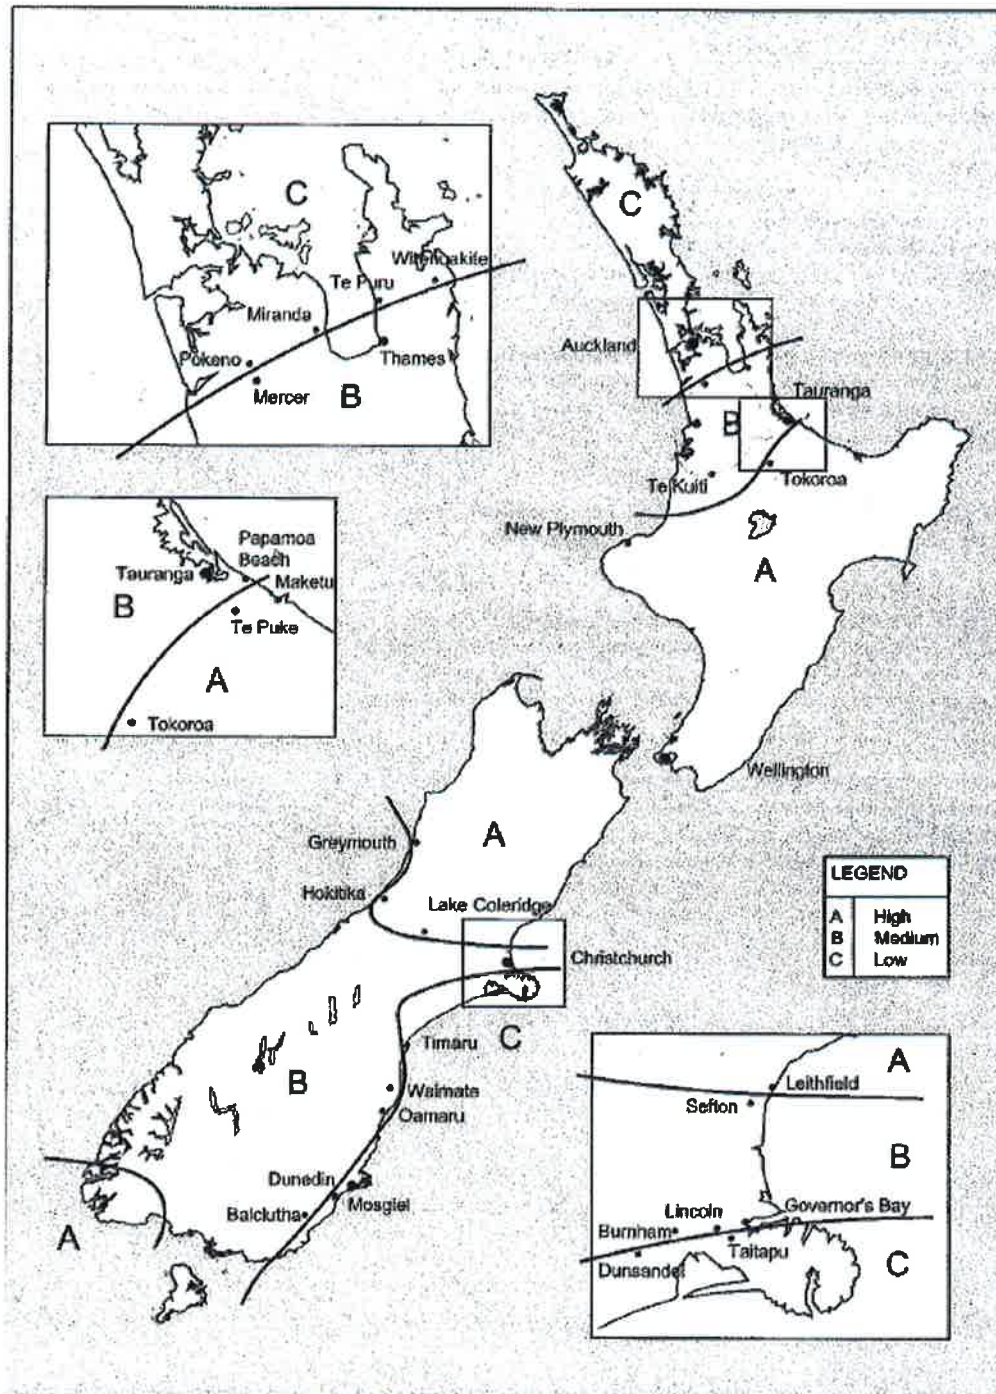 C
C
Whenuakite
Te Puru
Miranda
Auckland
Pokeno
Thames
Tauranga
Mercer
B
B
Te Kuiti
Tokoroa
New Plymouth
Papamoa
Beach
Tauranga
Maketu
A
B
Te Puke
A
Tokoroa
Wellington
A
Greymouth
LEGEND
Hokitika
Lake Coleridge
A High
B Medium
C Low
Christchurch
C
Timaru
A
B
Leithfield
Waimate
Sefton
Oamaru
B
Dunedin
Mosgiel
Lincoln
Governor's Bay
Balclutha
Burnham
A
Taitapu
Dunsandel
C